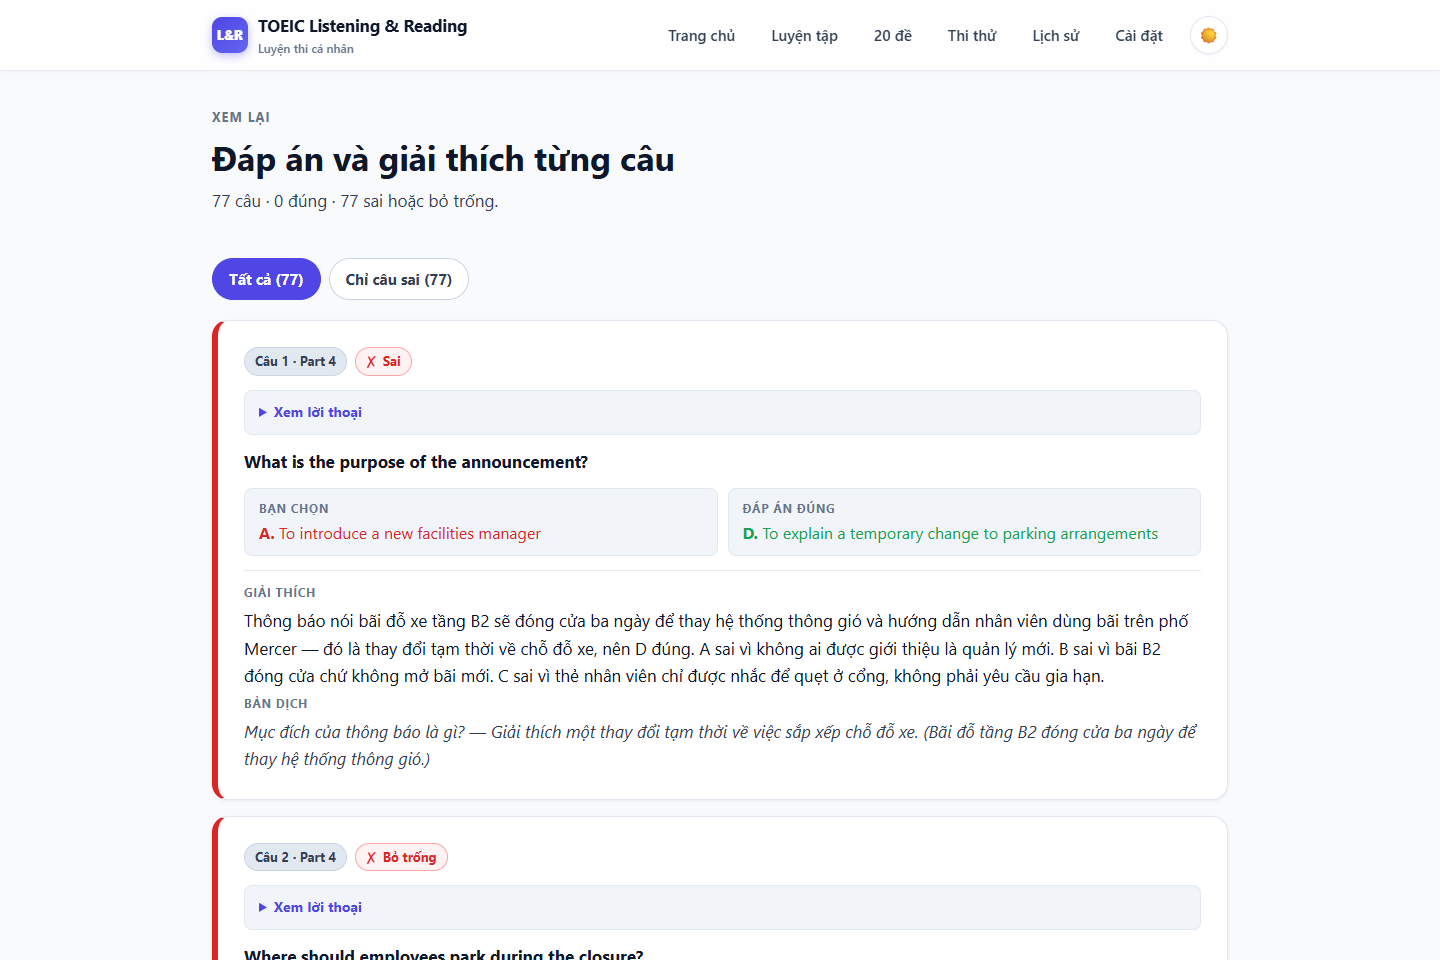 L&R
TOEIC Listening & Reading
Luyện thi cá nhân
Trang chủ
Luyện tập
20 đề
Thi thử
Lịch sử
Cài đặt
XEM LẠI
Đáp án và giải thích từng câu
77 câu · 0 đúng · 77 sai hoặc bỏ trống.
Tất cả (77)
Chỉ câu sai (77)
Câu 1 · Part 4
✗ Sai
▶ Xem lời thoại
What is the purpose of the announcement?
BẠN CHỌN
A. To introduce a new facilities manager
ĐÁP ÁN ĐÚNG
D. To explain a temporary change to parking arrangements
GIẢI THÍCH
Thông báo nói bãi đỗ xe tầng B2 sẽ đóng cửa ba ngày để thay hệ thống thông gió và hướng dẫn nhân viên dùng bãi trên phố
Mercer — đó là thay đổi tạm thời về chỗ đỗ xe, nên D đúng. A sai vì không ai được giới thiệu là quản lý mới. B sai vì bãi B2
đóng cửa chứ không mở bãi mới. C sai vì thẻ nhân viên chỉ được nhắc để quẹt ở cổng, không phải yêu cầu gia hạn.
BẢN DỊCH
Mục đích của thông báo là gì? — Giải thích một thay đổi tạm thời về việc sắp xếp chỗ đỗ xe. (Bãi đỗ tầng B2 đóng cửa ba ngày để
thay hệ thống thông gió.)
Câu 2 · Part 4
✗ Bỏ trống
▶ Xem lời thoại
Where should employees park during the closure?